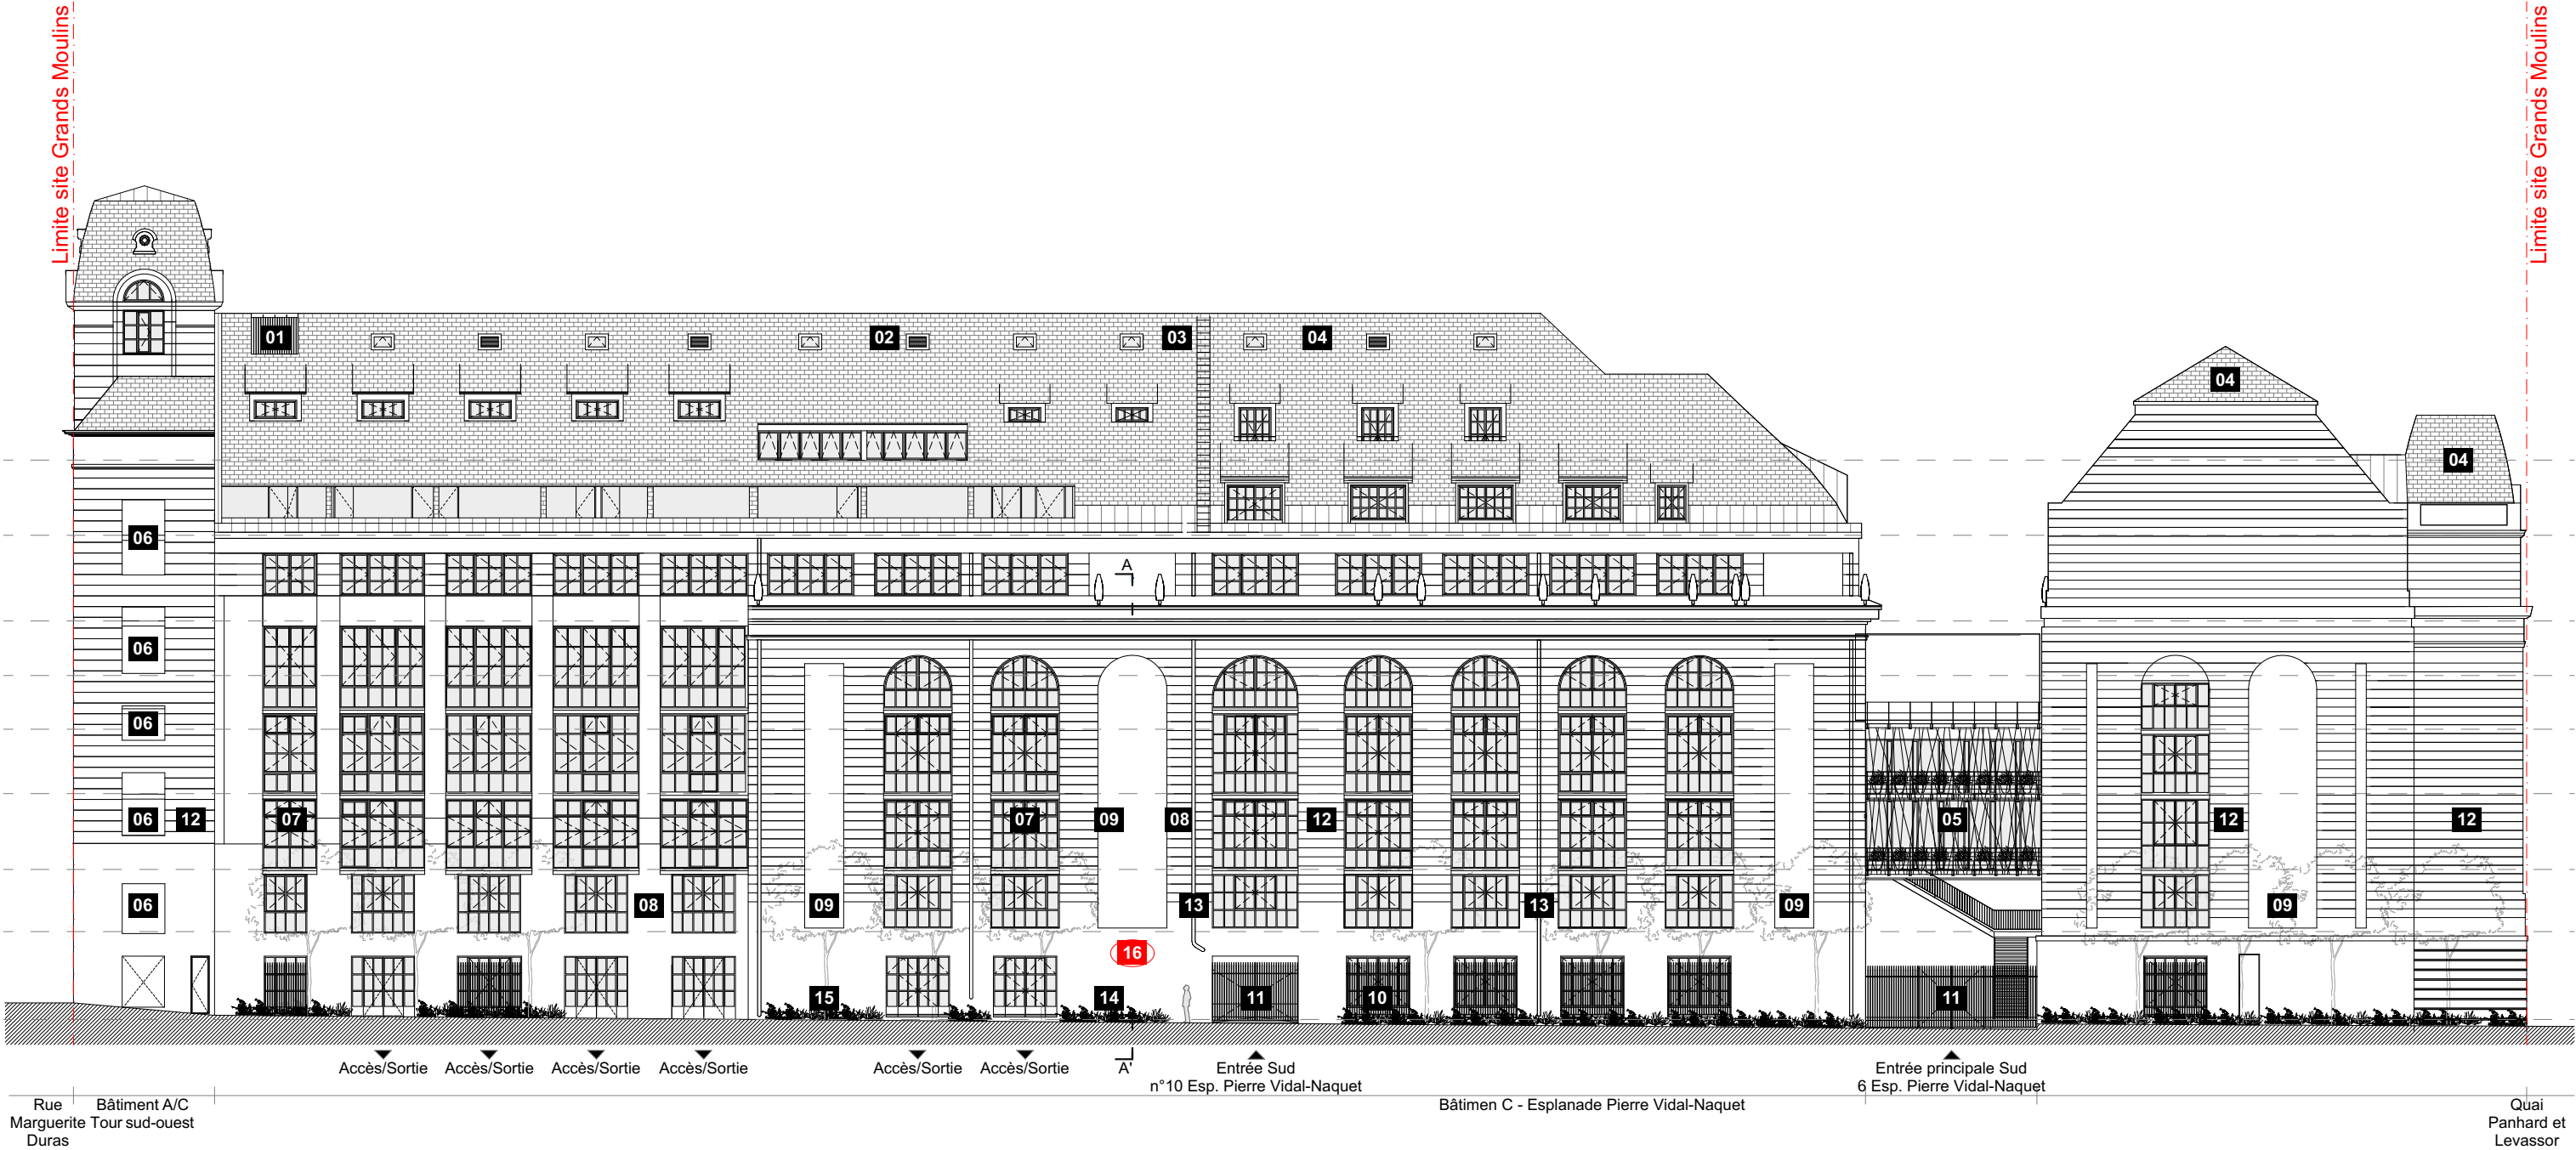 Limite site Grands Moulins
Limite site Grands Moulins
01
02
03
04
04
04
06
06
06
06
12
07
07
09
08
12
05
12
12
06
08
09
13
13
09
09
16
15
14
11
10
11
A
A'
Accès/Sortie
Accès/Sortie
Accès/Sortie
Accès/Sortie
Accès/Sortie
Accès/Sortie
Entrée Sud
n°10 Esp. Pierre Vidal-Naquet
Entrée principale Sud
6 Esp. Pierre Vidal-Naquet
Rue
Marguerite
Duras
Bâtiment A/C
Tour sud-ouest
Bâtimen C - Esplanade Pierre Vidal-Naquet
Quai
Panhard et
Levassor